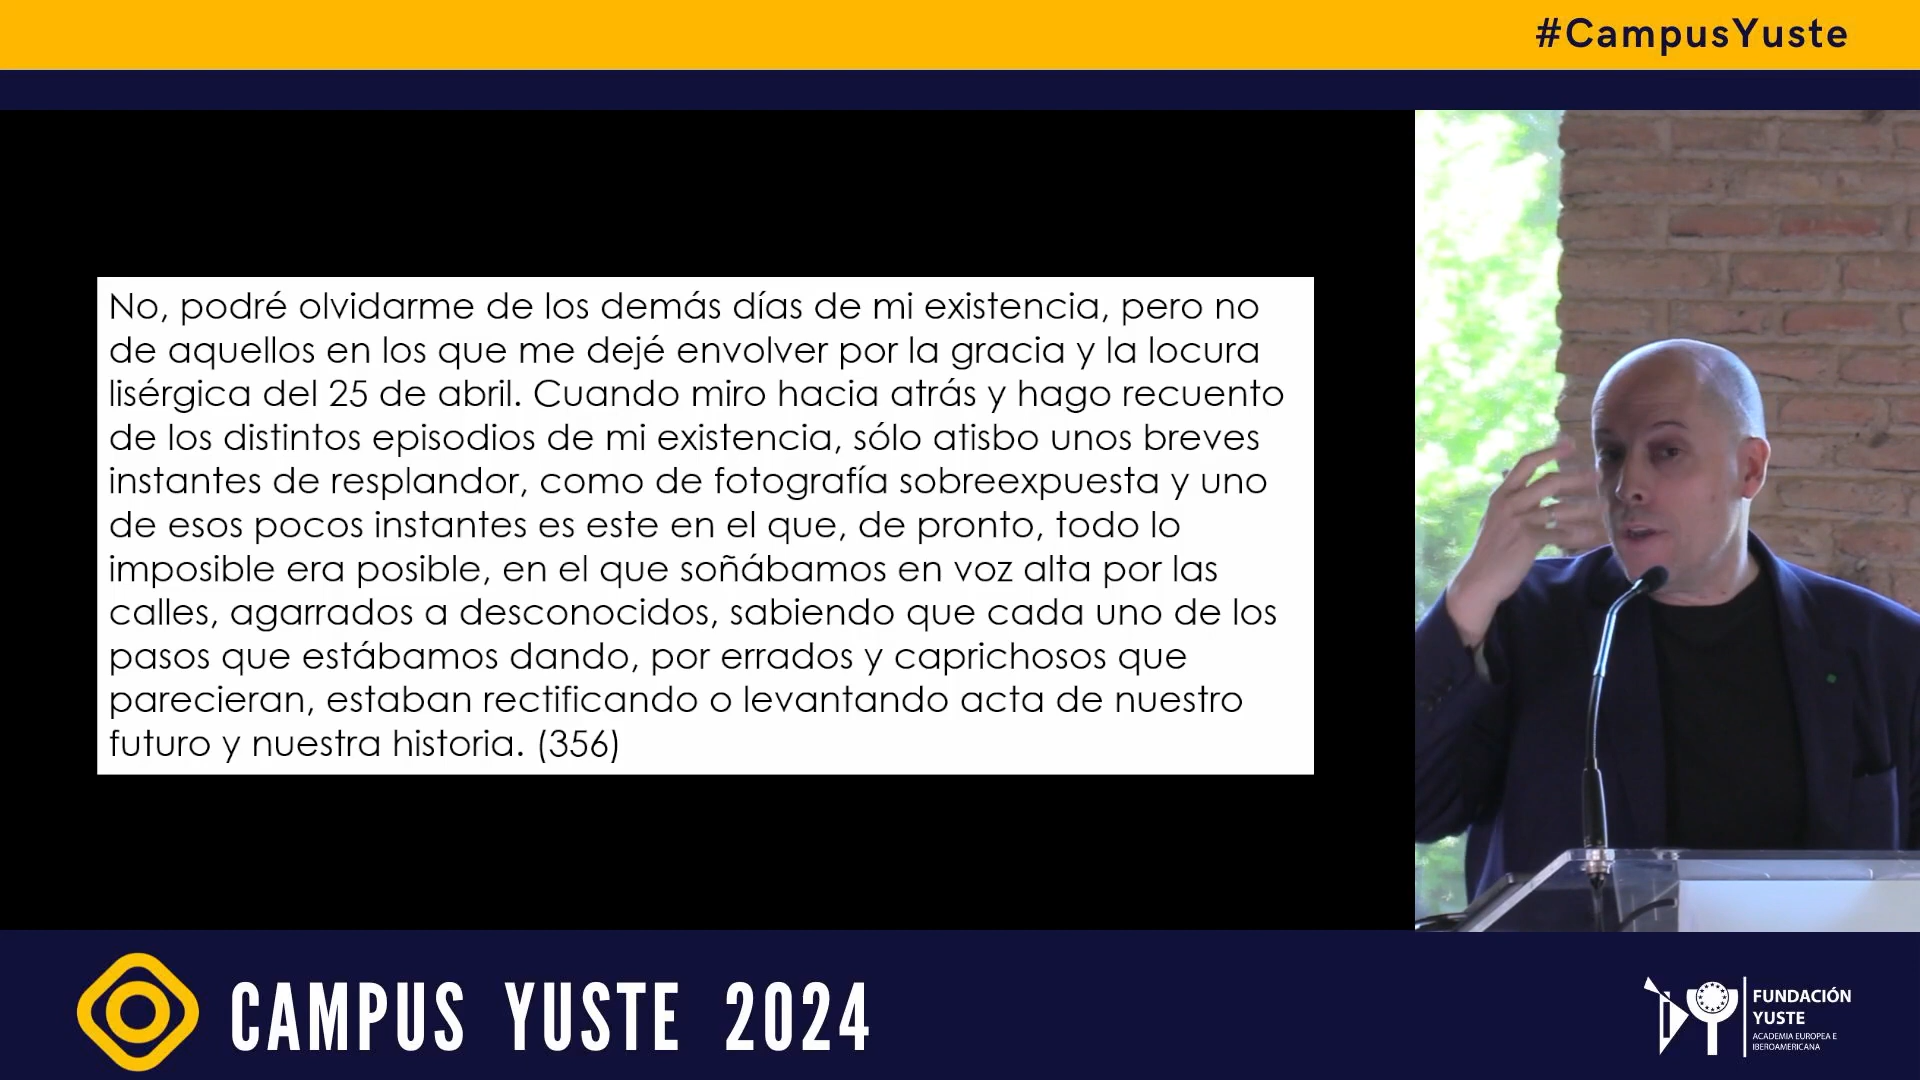 #CampusYuste
No, podré olvidarme de los demás días de mi existencia, pero no
de aquellos en los que me dejé envolver por la gracia y la locura
lisérgica del 25 de abril. Cuando miro hacia atrás y hago recuento
de los distintos episodios de mi existencia, sólo atisbo unos breves
instantes de resplandor, como de fotografía sobreexpuesta y uno
de esos pocos instantes es este en el que, de pronto, todo lo
imposible era posible, en el que soñábamos en voz alta por las
calles, agarrados a desconocidos, sabiendo que cada uno de los
pasos que estábamos dando, por errados y caprichosos que
parecieran, estaban rectificando o levantando acta de nuestro
futuro y nuestra historia. (356)
CAMPUS YUSTE 2024
FUNDACIÓN
YUSTE
ACADEMIA EUROPEA E
IBEROAMERICANA